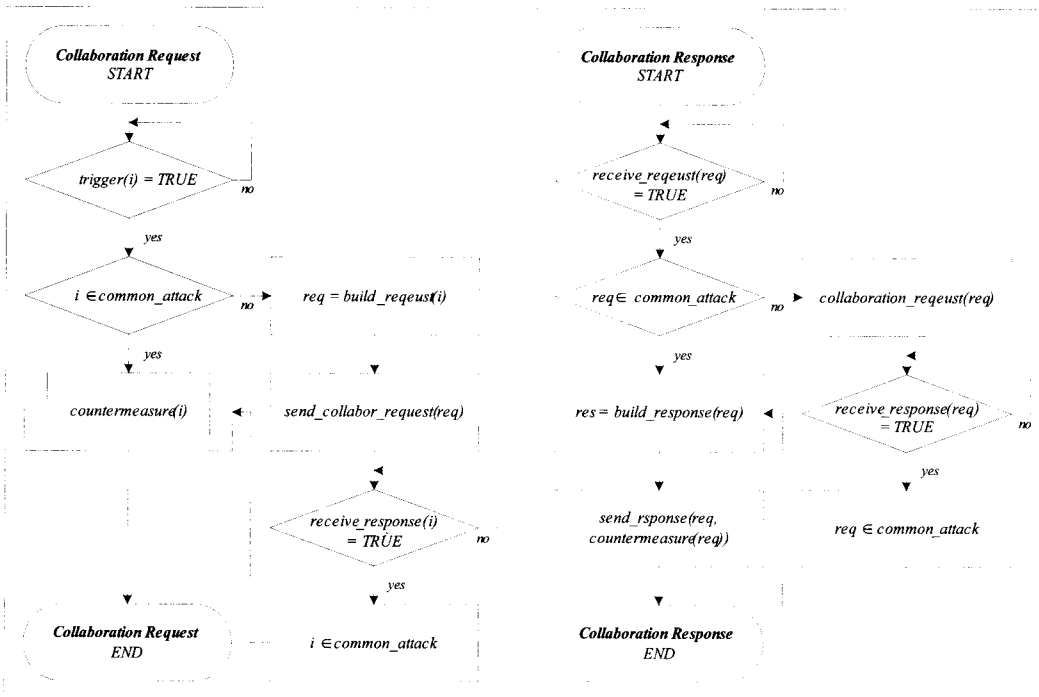 Collaboration Request
START
trigger(i) = TRUE
no
yes
i ∈ common_attack
no
req = build_reqeust(i)
yes
countermeasure(i)
send_collabor_request(req)
receive_response(i)
= TRUE
no
yes
Collaboration Request
END
i ∈ common_attack
Collaboration Response
START
receive_reqeust(req)
= TRUE
no
yes
req ∈ common_attack
no
collaboration_reqeust(req)
yes
res = build_response(req)
receive_response(req)
= TRUE
no
yes
send_rsponse(req,
countermeasure(req))
req ∈ common_attack
Collaboration Response
END